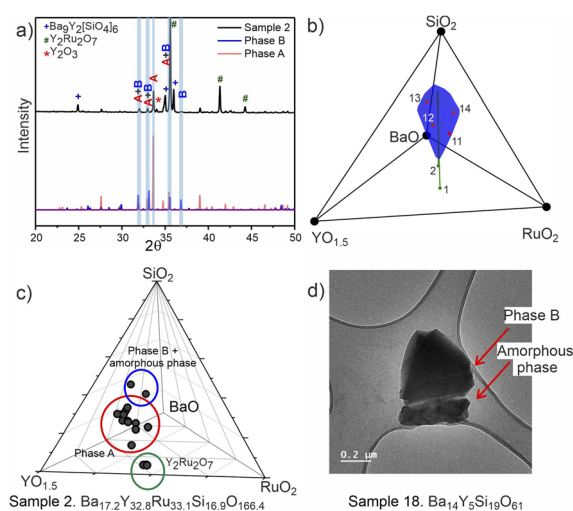 a)
+ Ba₉Y₂[SiO₄]₆
# Y₂Ru₂O₇
* Y₂O₃
Sample 2
Phase B
Phase A
Intensity
+
A+B
A+B
A
*
+
A+B
#
+
B
#
#
20 25 30 35 40 45 50
2θ
b)
SiO₂
13
14
12
BaO
11
2
1
YO₁.₅
RuO₂
c)
SiO₂
Phase B +
amorphous phase
BaO
Phase A
Y₂Ru₂O₇
YO₁.₅
RuO₂
Sample 2. Ba₁₇.₂Y₃₂.₈Ru₃₃.₁Si₁₆.₉O₁₆₆.₄
d)
Phase B
Amorphous
phase
0.2 µm
Sample 18. Ba₁₄Y₅Si₁₉O₆₁